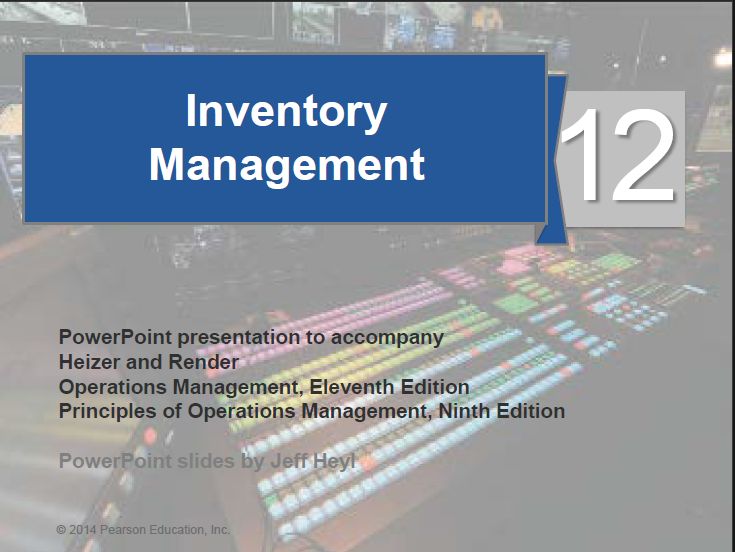 Inventory
Management
12
PowerPoint presentation to accompany
Heizer and Render
Operations Management, Eleventh Edition
Principles of Operations Management, Ninth Edition
PowerPoint slides by Jeff Heyl
© 2014 Pearson Education, Inc.